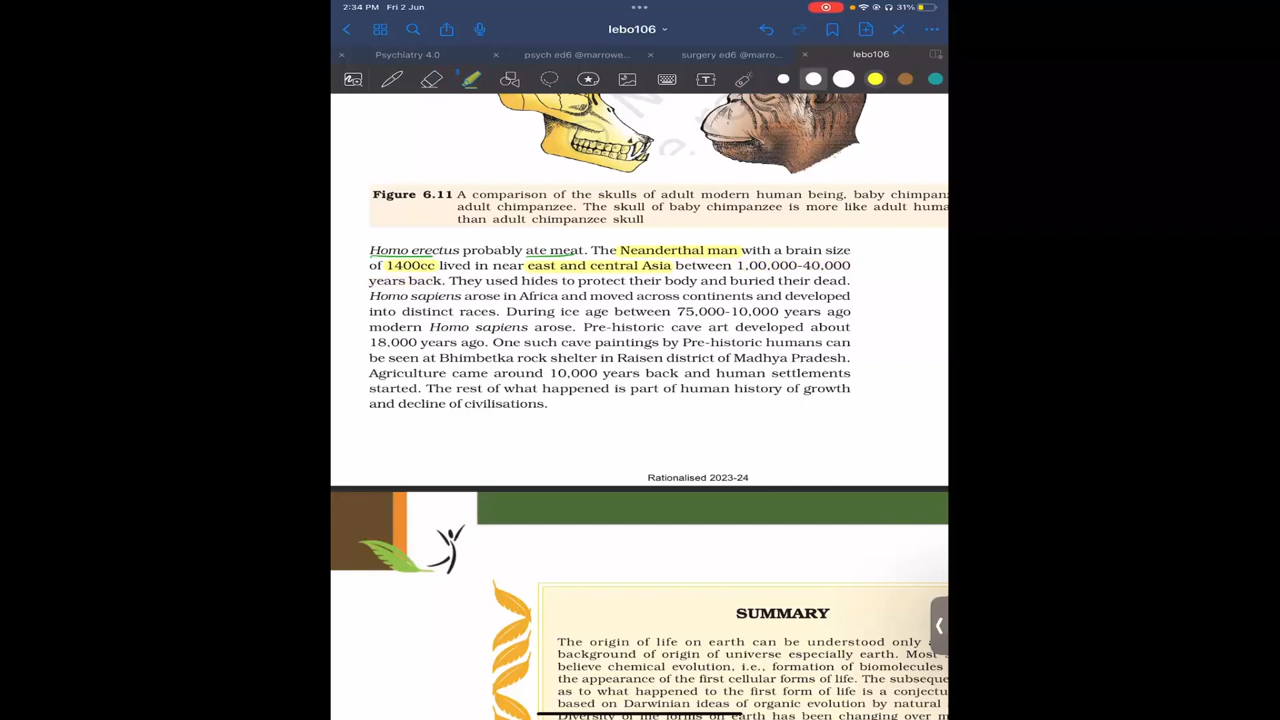 2:34 PM Fri 2 Jun
31%
lebo106
Psychiatry 4.0
psych ed6 @marrowe...
surgery ed6 @marro...
lebo106
Figure 6.11 A comparison of the skulls of adult modern human being, baby
adult chimpanzee. The skull of baby chimpanzee is more like adult
than adult chimpanzee skull
Homo erectus probably ate meat. The Neanderthal man with a brain size
of 1400cc lived in near east and central Asia between 1,00,000-40,000
years back. They used hides to protect their body and buried their dead.
Homo sapiens arose in Africa and moved across continents and developed
into distinct races. During ice age between 75,000-10,000 years ago
modern Homo sapiens arose. Pre-historic cave art developed about
18,000 years ago. One such cave paintings by Pre-historic humans can
be seen at Bhimbetka rock shelter in Raisen district of Madhya Pradesh.
Agriculture came around 10,000 years back and human settlements
started. The rest of what happened is part of human history of growth
and decline of civilisations.
Rationalised 2023-24
SUMMARY
The origin of life on earth can be understood only
background of origin of universe especially earth. Most
believe chemical evolution, i.e., formation of biomolecules
the appearance of the first cellular forms of life. The
as to what happened to the first form of life is a
based on Darwinian ideas of organic evolution by natural
Diversity of life forms on earth has been changing over